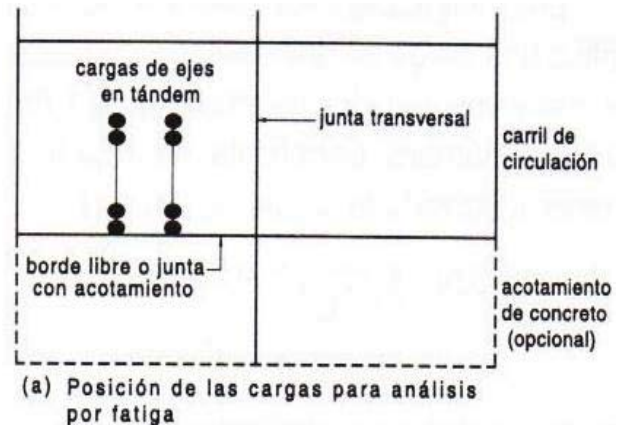 cargas de ejes
en tándem
junta transversal
carril de
circulación
borde libre o junta
con acotamiento
acotamiento
de concreto
(opcional)
(a) Posición de las cargas para análisis
por fatiga